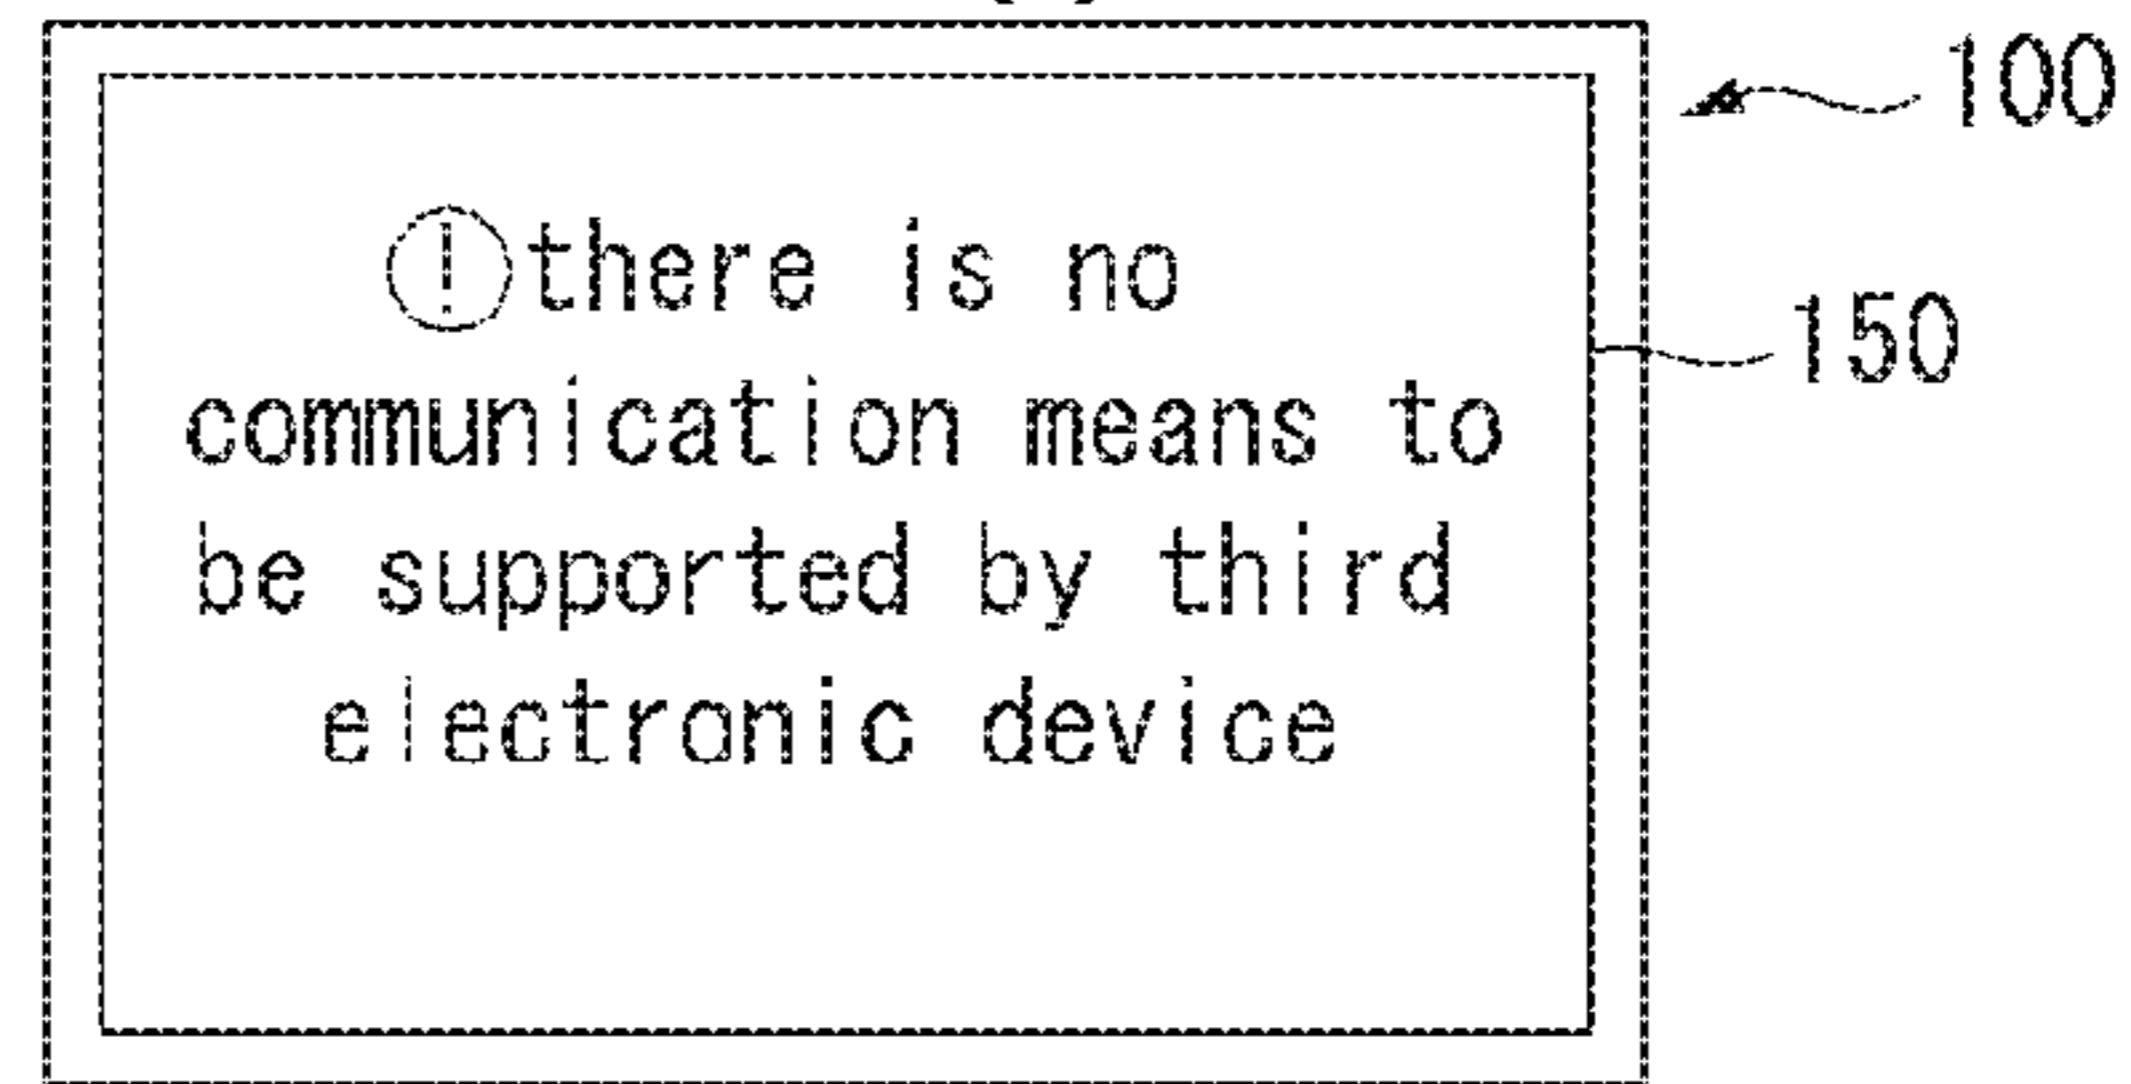 100
! there is no
150
communication means to
be supported by third
electronic device